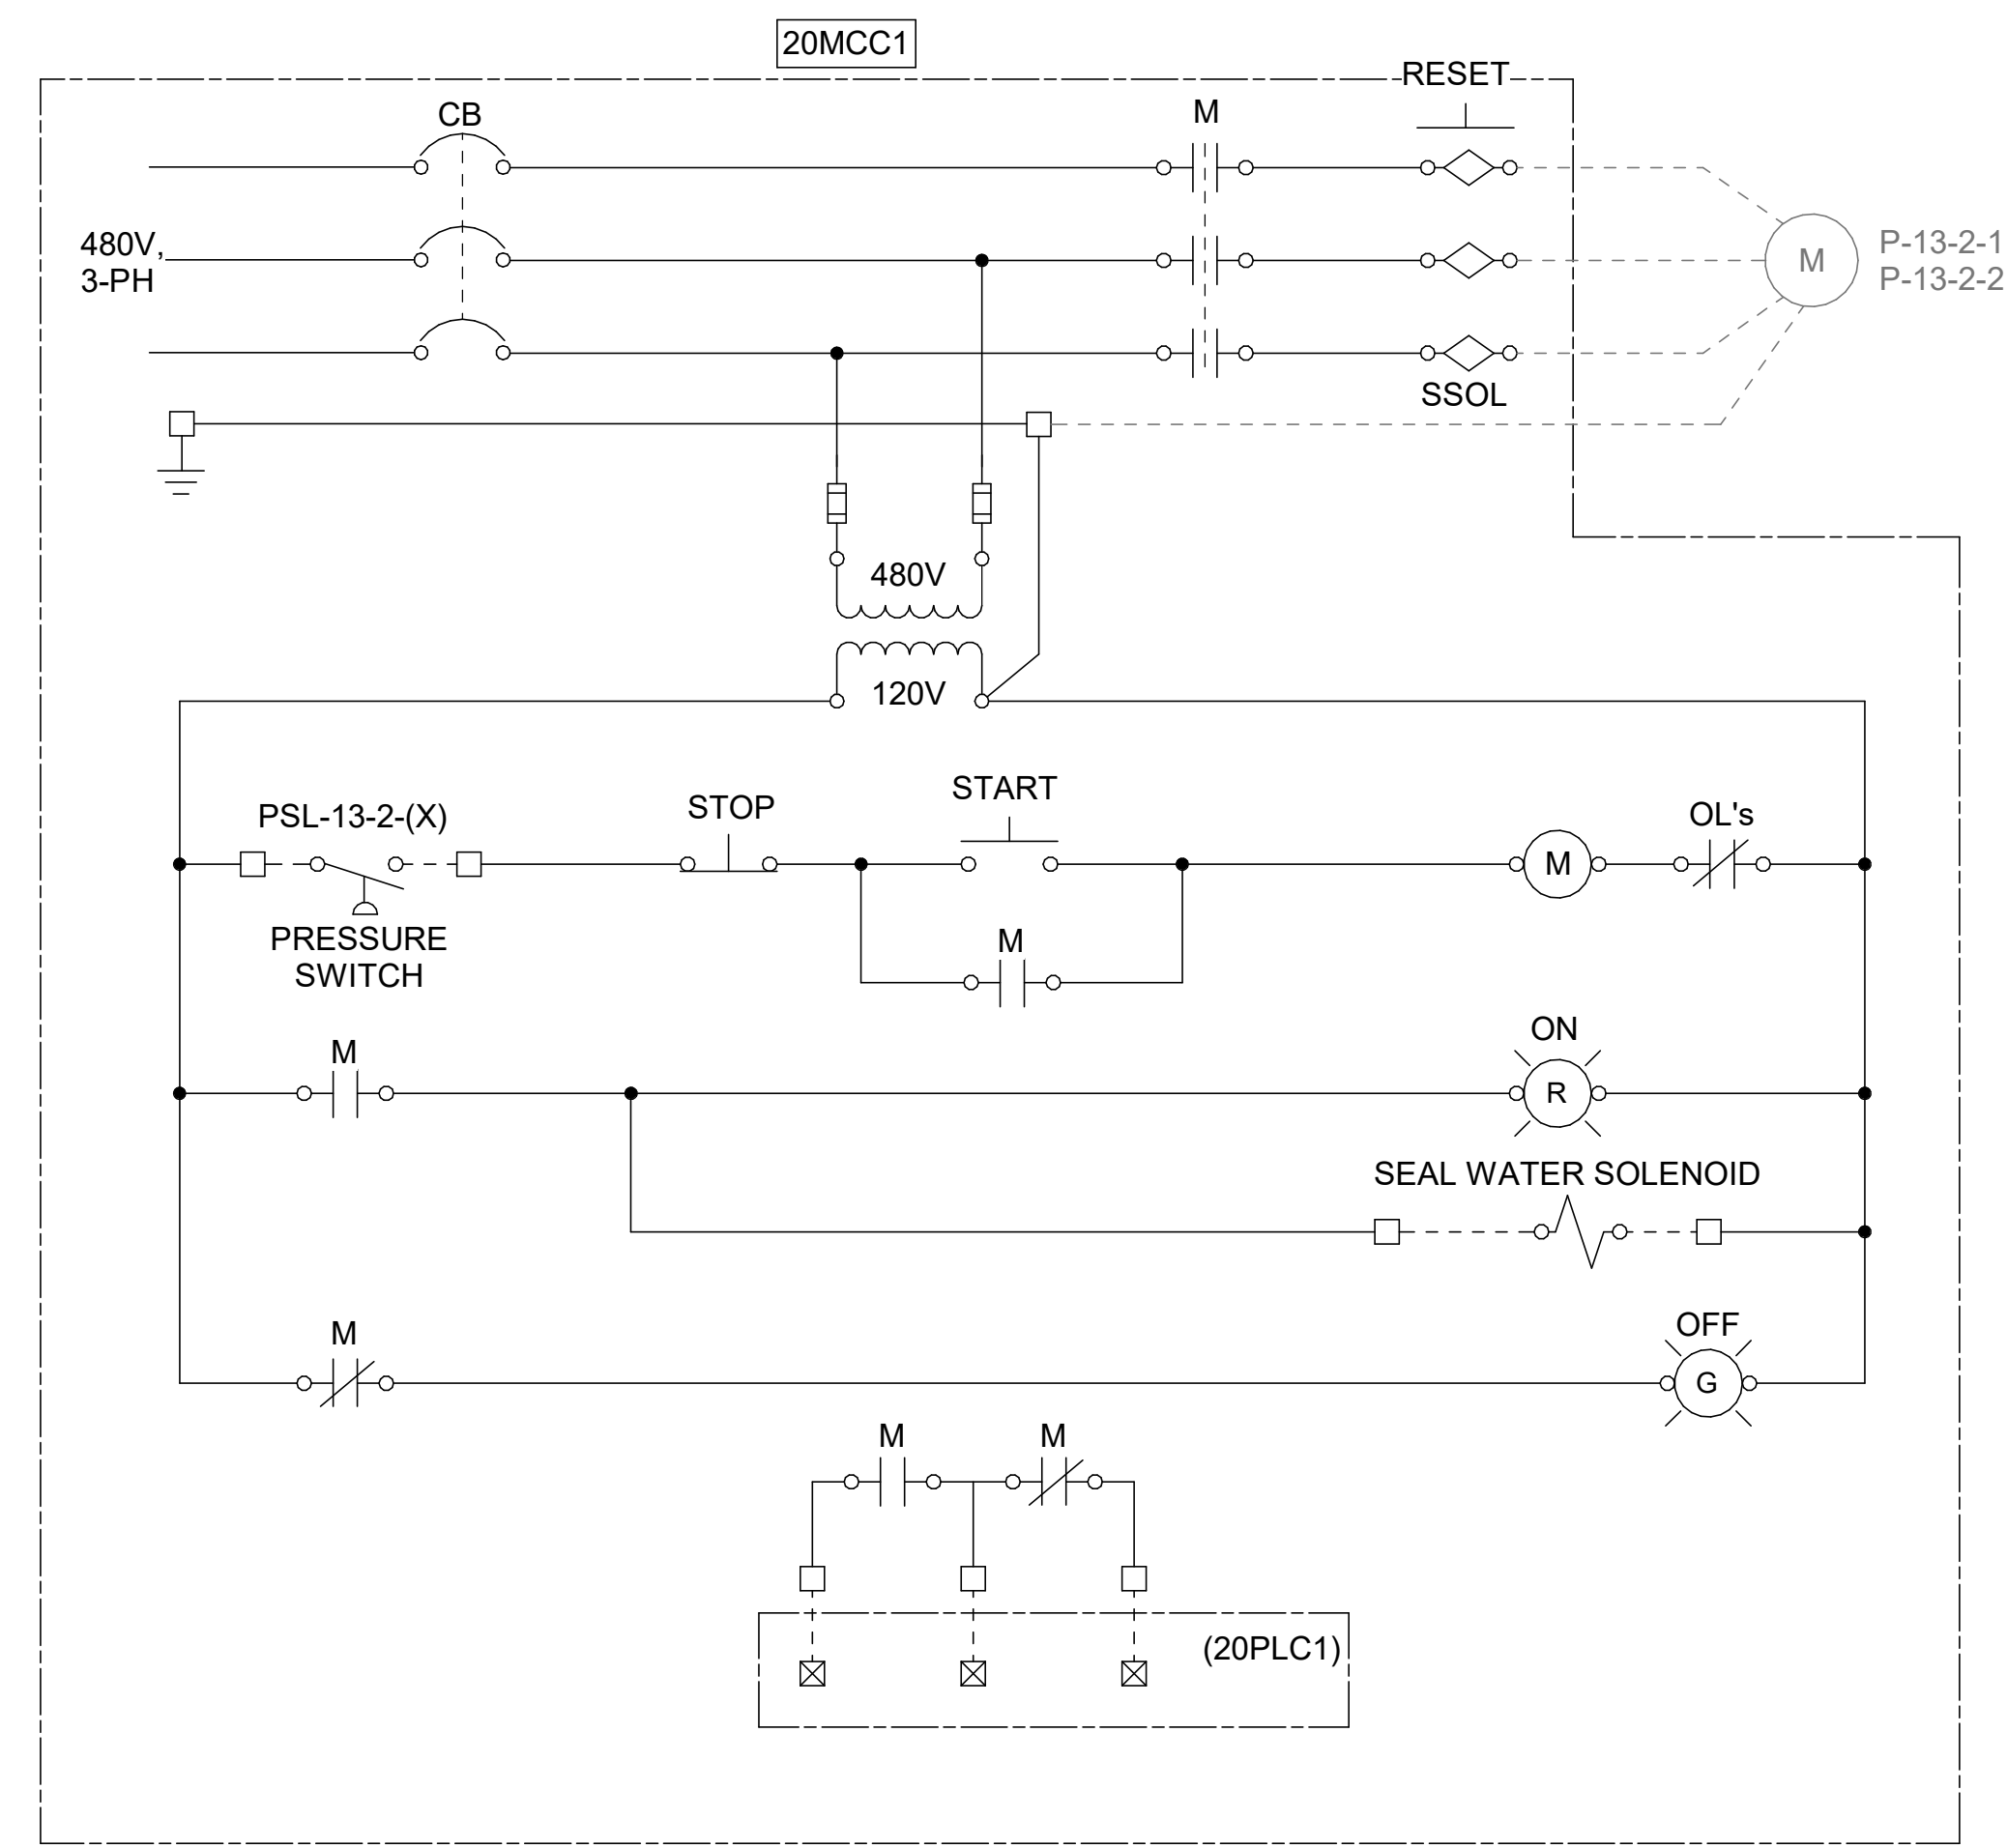 20MCC1
RESET
CB
M
480V,
3-PH
M
P-13-2-1
P-13-2-2
SSOL
480V
120V
PSL-13-2-(X)
STOP
START
OL's
M
PRESSURE
SWITCH
M
ON
M
R
SEAL WATER SOLENOID
OFF
M
G
M
M
(20PLC1)